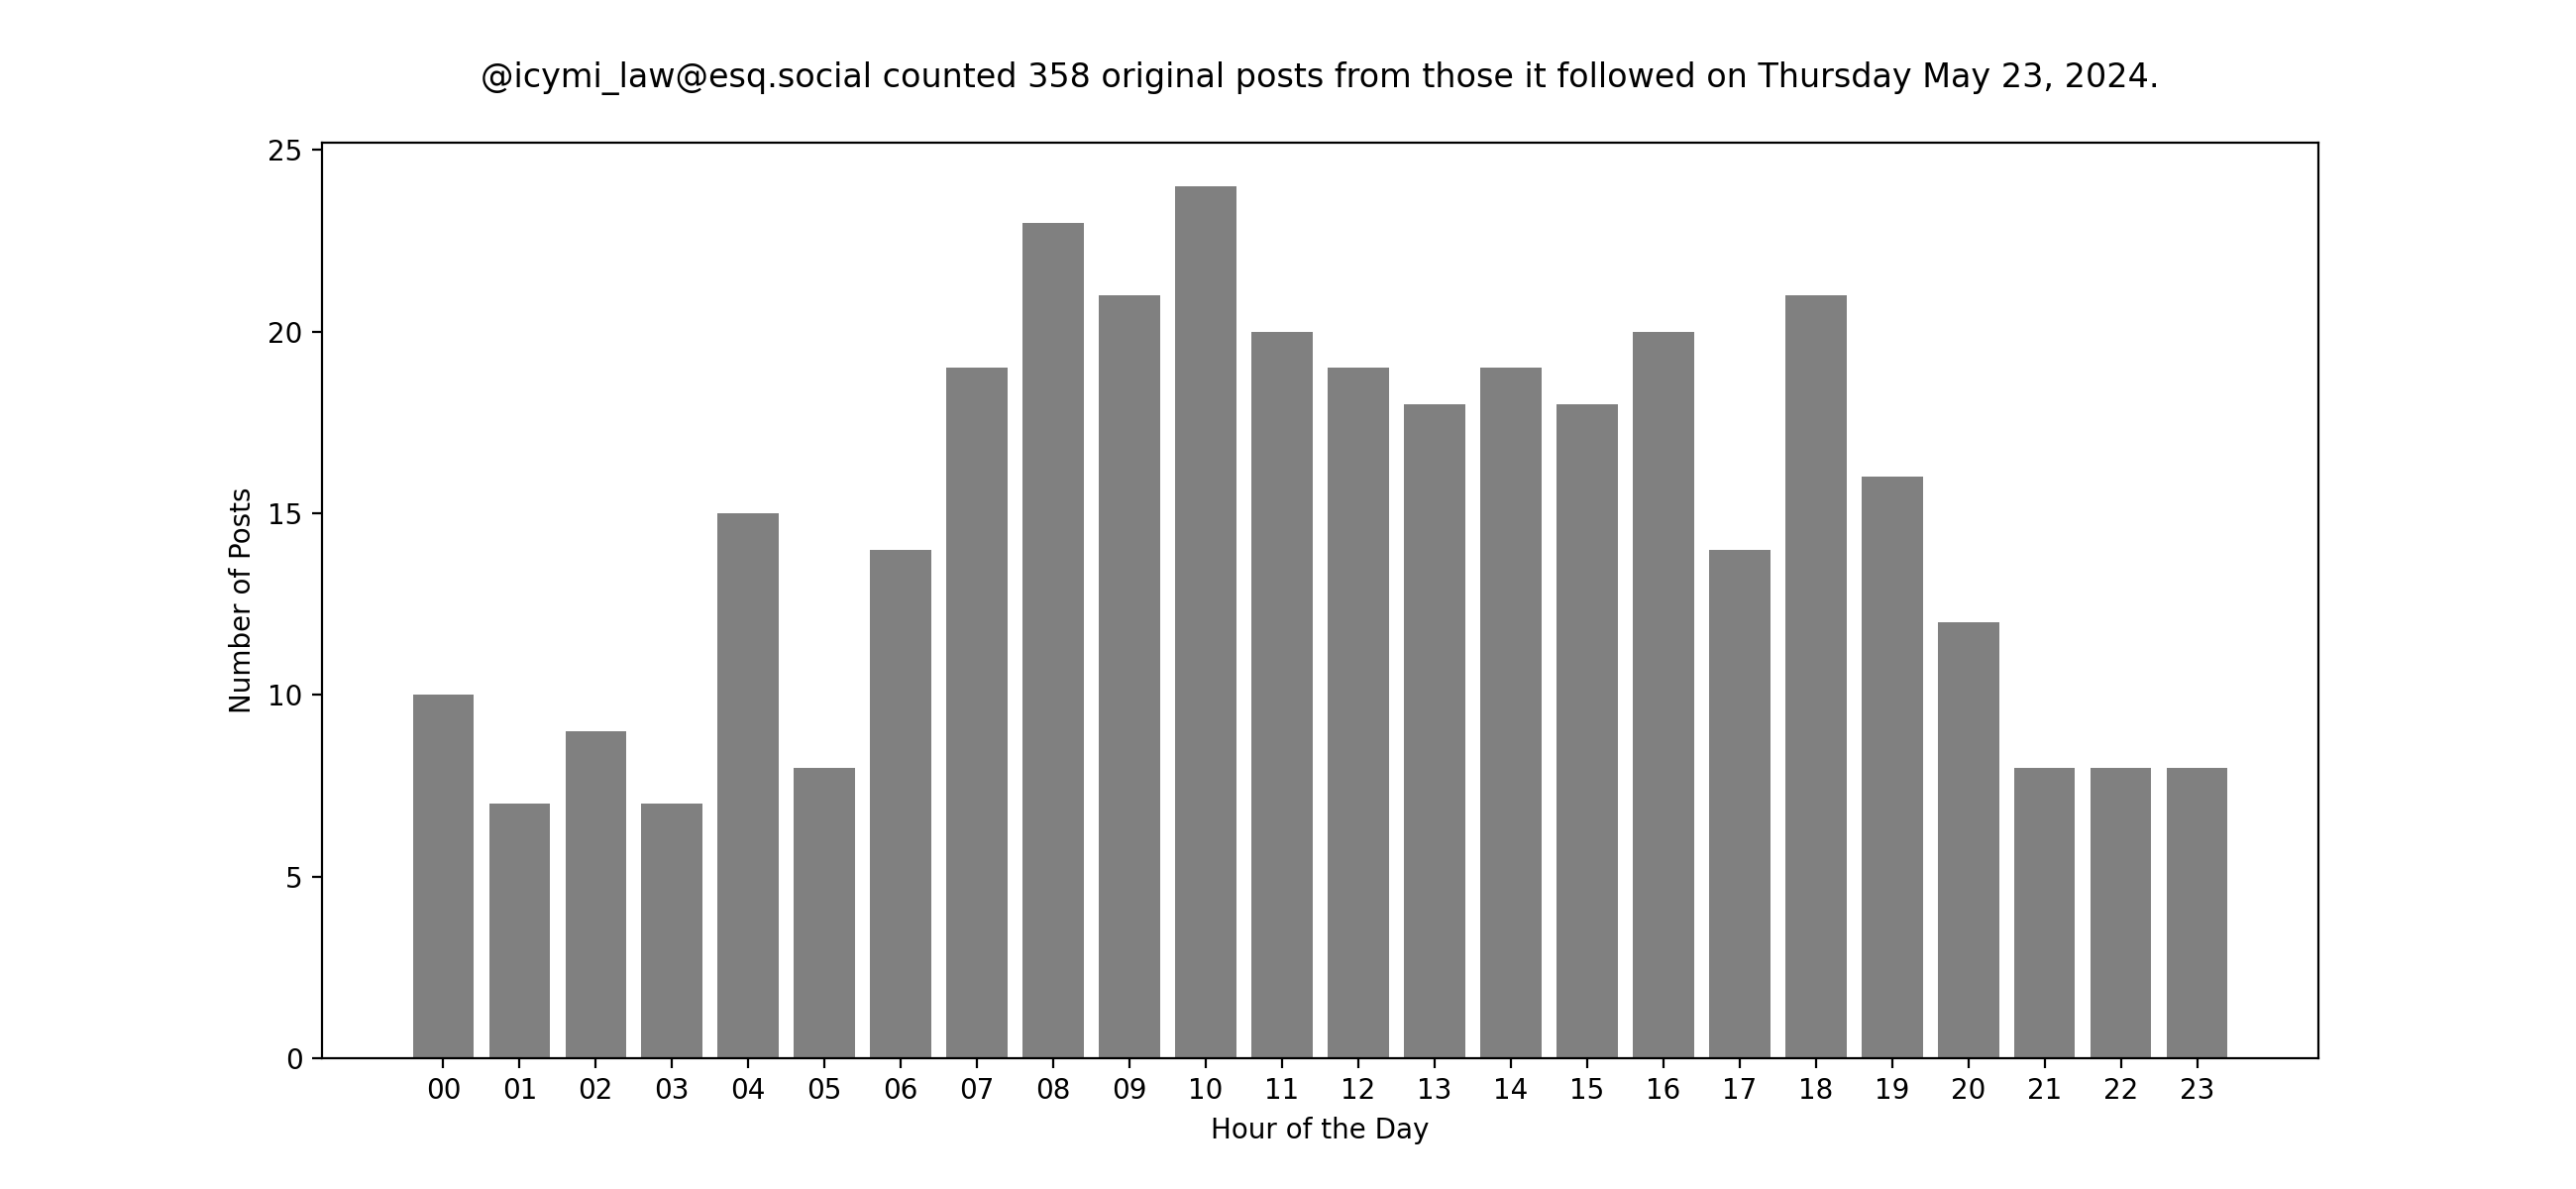 @icymi_law@esq.social counted 358 original posts from those it followed on Thursday May 23, 2024.
25
20
15
10
5
0
Number of Posts
00 01 02 03 04 05 06 07 08 09 10 11 12 13 14 15 16 17 18 19 20 21 22 23
Hour of the Day